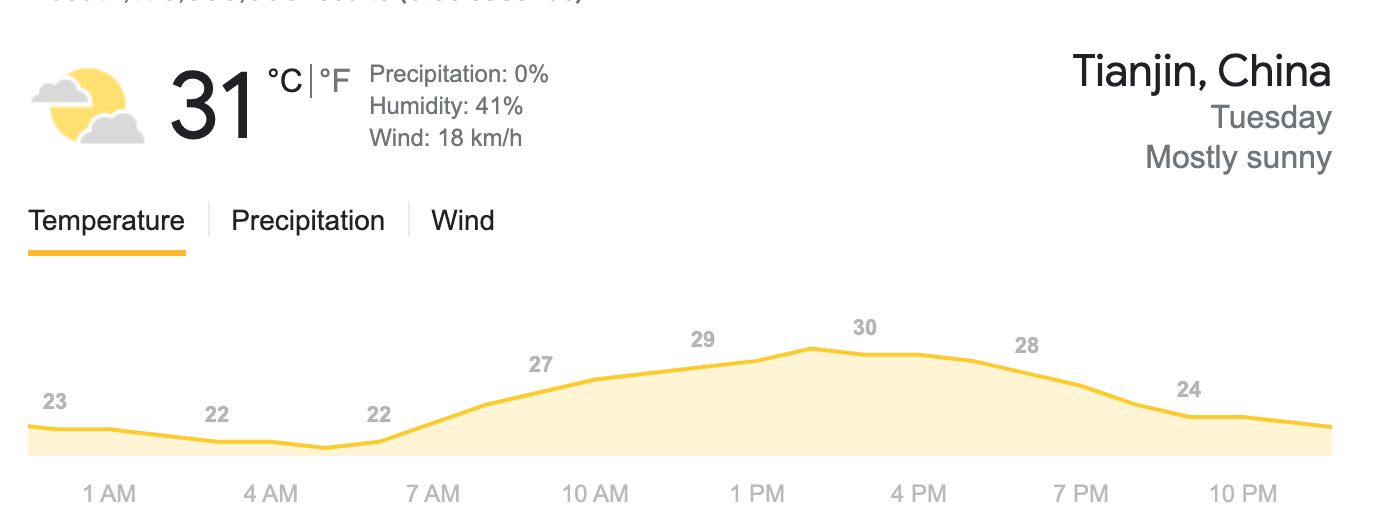 31 °C | °F
Precipitation: 0%
Humidity: 41%
Wind: 18 km/h
Tianjin, China
Tuesday
Mostly sunny
Temperature | Precipitation | Wind
23 22 22 27 29 30 28 24
1 AM 4 AM 7 AM 10 AM 1 PM 4 PM 7 PM 10 PM